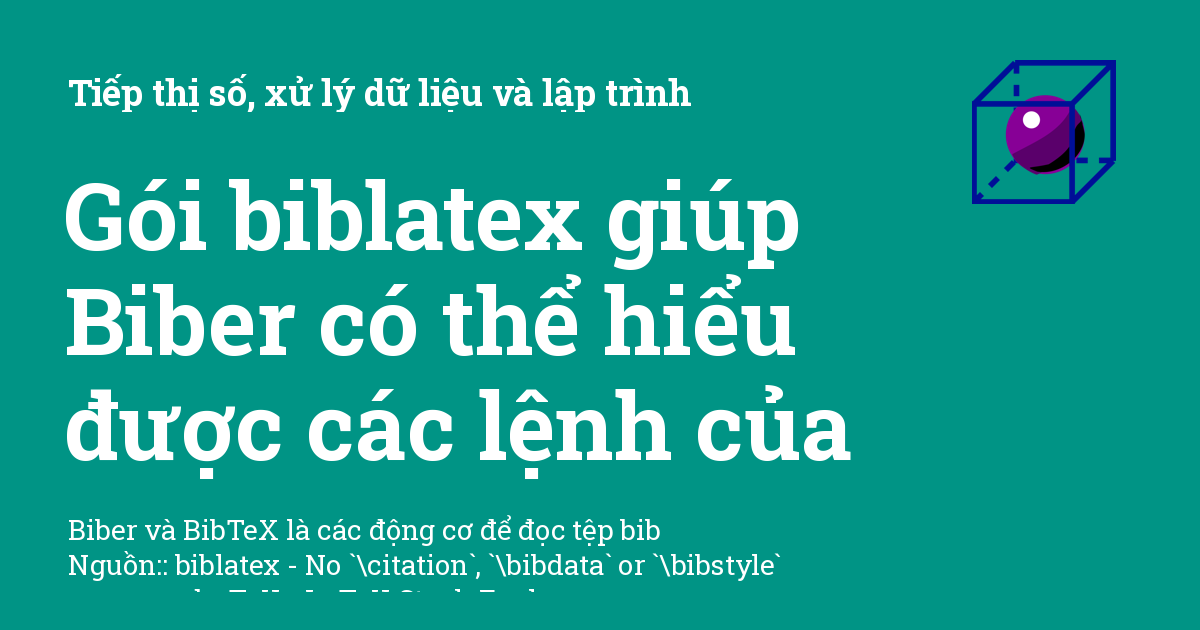 Tiếp thị số, xử lý dữ liệu và lập trình
Gói biblatex giúp
Biber có thể hiểu
được các lệnh của
Biber và BibTeX là các động cơ để đọc tệp bib
Nguồn:: biblatex - No `\citation`, `\bibdata` or `\bibstyle`